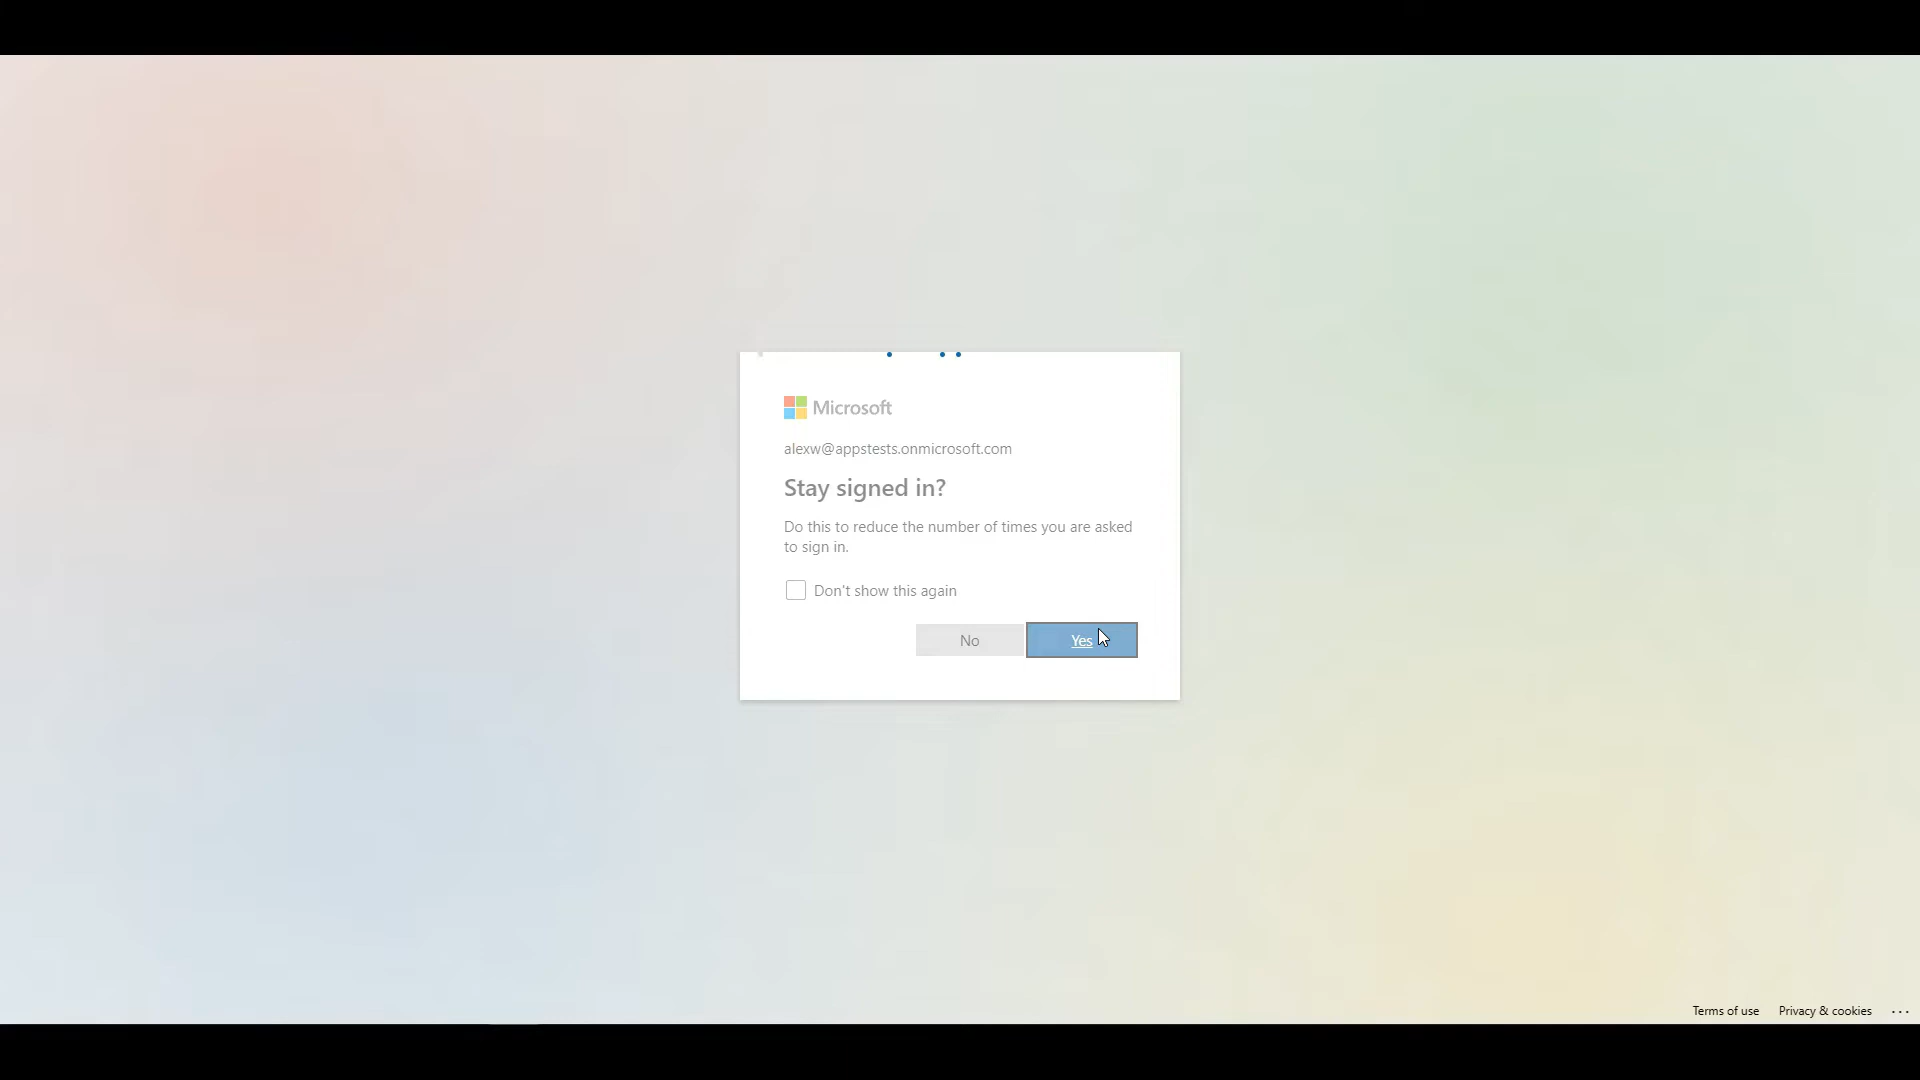 Microsoft
alexw@appstests.onmicrosoft.com
Stay signed in?
Do this to reduce the number of times you are asked
to sign in.
Don't show this again
No
Yes
Terms of use
Privacy & cookies
...